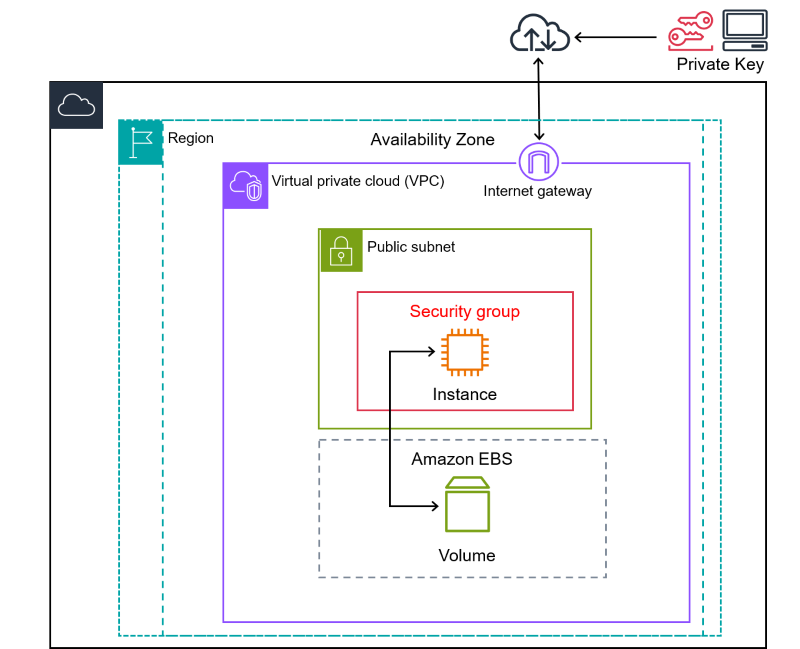 Private Key
Region
Availability Zone
Virtual private cloud (VPC)
Internet gateway
Public subnet
Security group
Instance
Amazon EBS
Volume